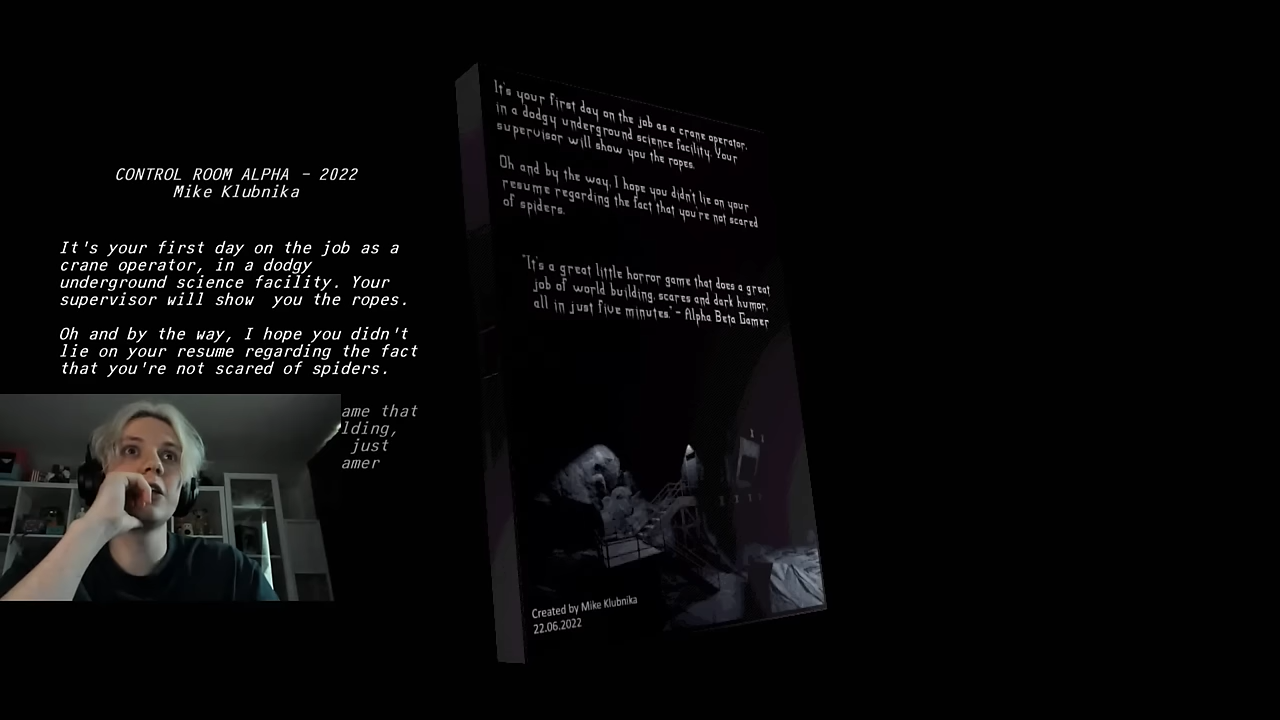 CONTROL ROOM ALPHA - 2022
Mike Klubnika
It's your first day on the job as a
crane operator, in a dodgy
underground science facility. Your
supervisor will show  you the ropes.
Oh and by the way, I hope you didn't
lie on your resume regarding the fact
that you're not scared of spiders.
ame that
lding,
just
amer
It's your first day on the job as a crane operator,
in a dodgy underground science facility. Your
supervisor will show you the ropes.
Oh and by the way, I hope you didn't lie on your
resume regarding the fact that you're not scared
of spiders.
"It's a great little horror game that does a great
job of world building, scares and dark humor,
all in just five minutes." - Alpha Beta Gamer
Created by Mike Klubnika
22.06.2022